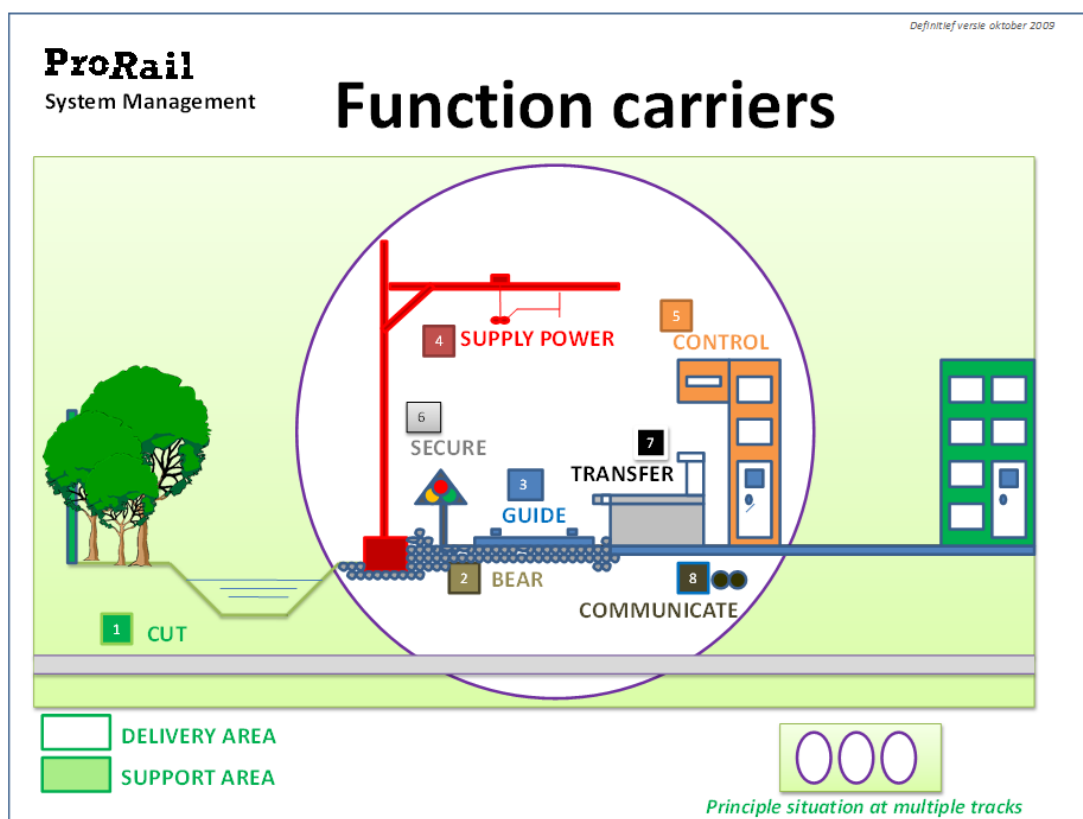 Definitief versie oktober 2009
ProRail
System Management
Function carriers
5
4
SUPPLY POWER
CONTROL
6
7
SECURE
TRANSFER
3
GUIDE
2
BEAR
8
COMMUNICATE
1
CUT
DELIVERY AREA
SUPPORT AREA
Principle situation at multiple tracks